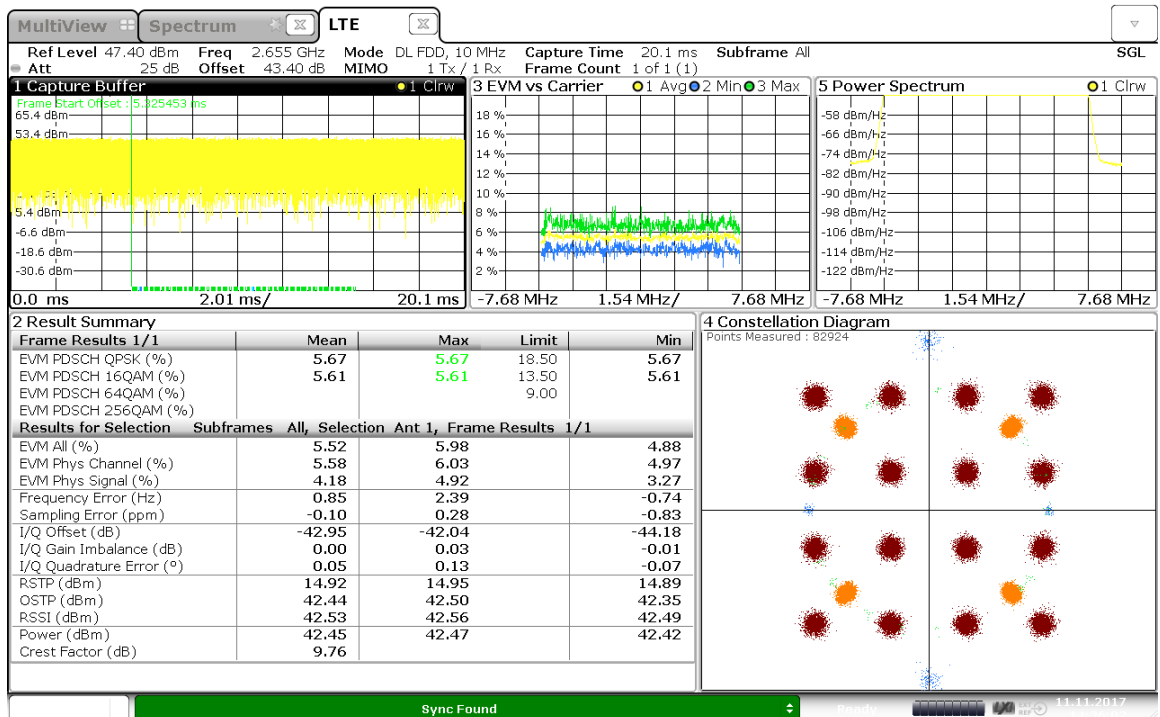 MultiView Spectrum LTE
Ref Level 47.40 dBm Freq 2.655 GHz Mode DL FDD, 10 MHz Capture Time 20.1 ms Subframe All SGL
Att 25 dB Offset 43.40 dB MIMO 1 Tx / 1 Rx Frame Count 1 of 1 (1)
1 Capture Buffer 1 Clrw
Frame Start Offset : 5.325453 ms
65.4 dBm
53.4 dBm
5.4 dBm
-6.6 dBm
-18.6 dBm
-30.6 dBm
0.0 ms 2.01 ms/ 20.1 ms
3 EVM vs Carrier 1 Avg 2 Min 3 Max
18 %
16 %
14 %
12 %
10 %
8 %
6 %
4 %
2 %
-7.68 MHz 1.54 MHz/ 7.68 MHz
5 Power Spectrum 1 Clrw
-58 dBm/Hz
-66 dBm/Hz
-74 dBm/Hz
-82 dBm/Hz
-90 dBm/Hz
-98 dBm/Hz
-106 dBm/Hz
-114 dBm/Hz
-122 dBm/Hz
-7.68 MHz 1.54 MHz/ 7.68 MHz
2 Result Summary
Frame Results 1/1 Mean Max Limit Min
EVM PDSCH QPSK (%) 5.67 5.67 18.50 5.67
EVM PDSCH 16QAM (%) 5.61 5.61 13.50 5.61
EVM PDSCH 64QAM (%) 9.00
EVM PDSCH 256QAM (%)
Results for Selection Subframes All, Selection Ant 1, Frame Results 1/1
EVM All (%) 5.52 5.98 4.88
EVM Phys Channel (%) 5.58 6.03 4.97
EVM Phys Signal (%) 4.18 4.92 3.27
Frequency Error (Hz) 0.85 2.39 -0.74
Sampling Error (ppm) -0.10 0.28 -0.83
I/Q Offset (dB) -42.95 -42.04 -44.18
I/Q Gain Imbalance (dB) 0.00 0.03 -0.01
I/Q Quadrature Error (º) 0.05 0.13 -0.07
RSTP (dBm) 14.92 14.95 14.89
OSTP (dBm) 42.44 42.50 42.35
RSSI (dBm) 42.53 42.56 42.49
Power (dBm) 42.45 42.47 42.42
Crest Factor (dB) 9.76
4 Constellation Diagram
Points Measured : 82924
Sync Found Ready LXI EXT REF 11.11.2017